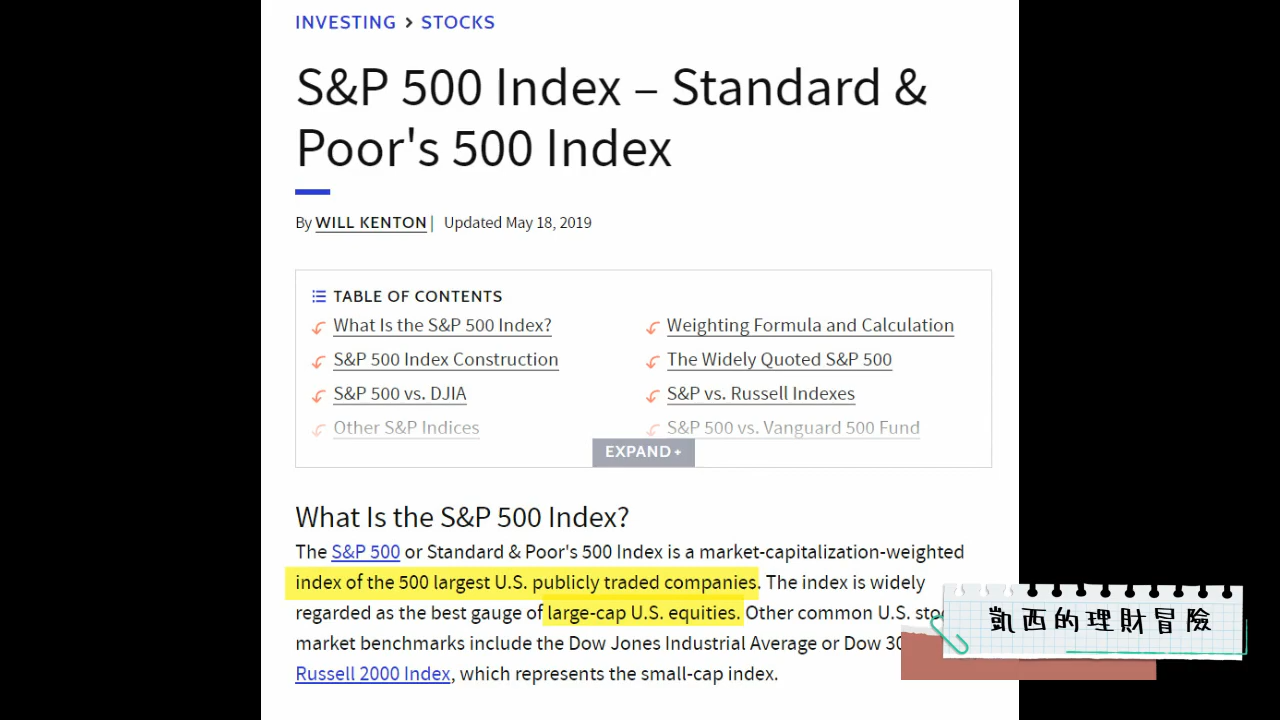 INVESTING > STOCKS
S&P 500 Index – Standard &
Poor's 500 Index
By WILL KENTON | Updated May 18, 2019
TABLE OF CONTENTS
What Is the S&P 500 Index?
Weighting Formula and Calculation
S&P 500 Index Construction
The Widely Quoted S&P 500
S&P 500 vs. DJIA
S&P vs. Russell Indexes
Other S&P Indices
S&P 500 vs. Vanguard 500 Fund
EXPAND +
What Is the S&P 500 Index?
The S&P 500 or Standard & Poor's 500 Index is a market-capitalization-weighted
index of the 500 largest U.S. publicly traded companies. The index is widely
regarded as the best gauge of large-cap U.S. equities. Other common U.S.
market benchmarks include the Dow Jones Industrial Average or Dow
Russell 2000 Index, which represents the small-cap index.
凱西的理財冒險